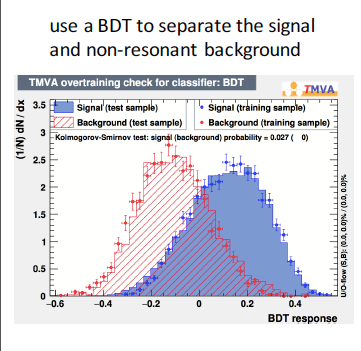 use a BDT to separate the signal
and non-resonant background
TMVA overtraining check for classifier: BDT
TMVA
(1/N) dN / dx
Signal (test sample)
Background (test sample)
Signal (training sample)
Background (training sample)
Kolmogorov-Smirnov test: signal (background) probability = 0.027 ( 0)
3.5
3
2.5
2
1.5
1
0.5
0
-0.6
-0.4
-0.2
0
0.2
0.4
BDT response
U/O-flow (S,B): (0.0, 0.0)% / (0.0, 0.0)%